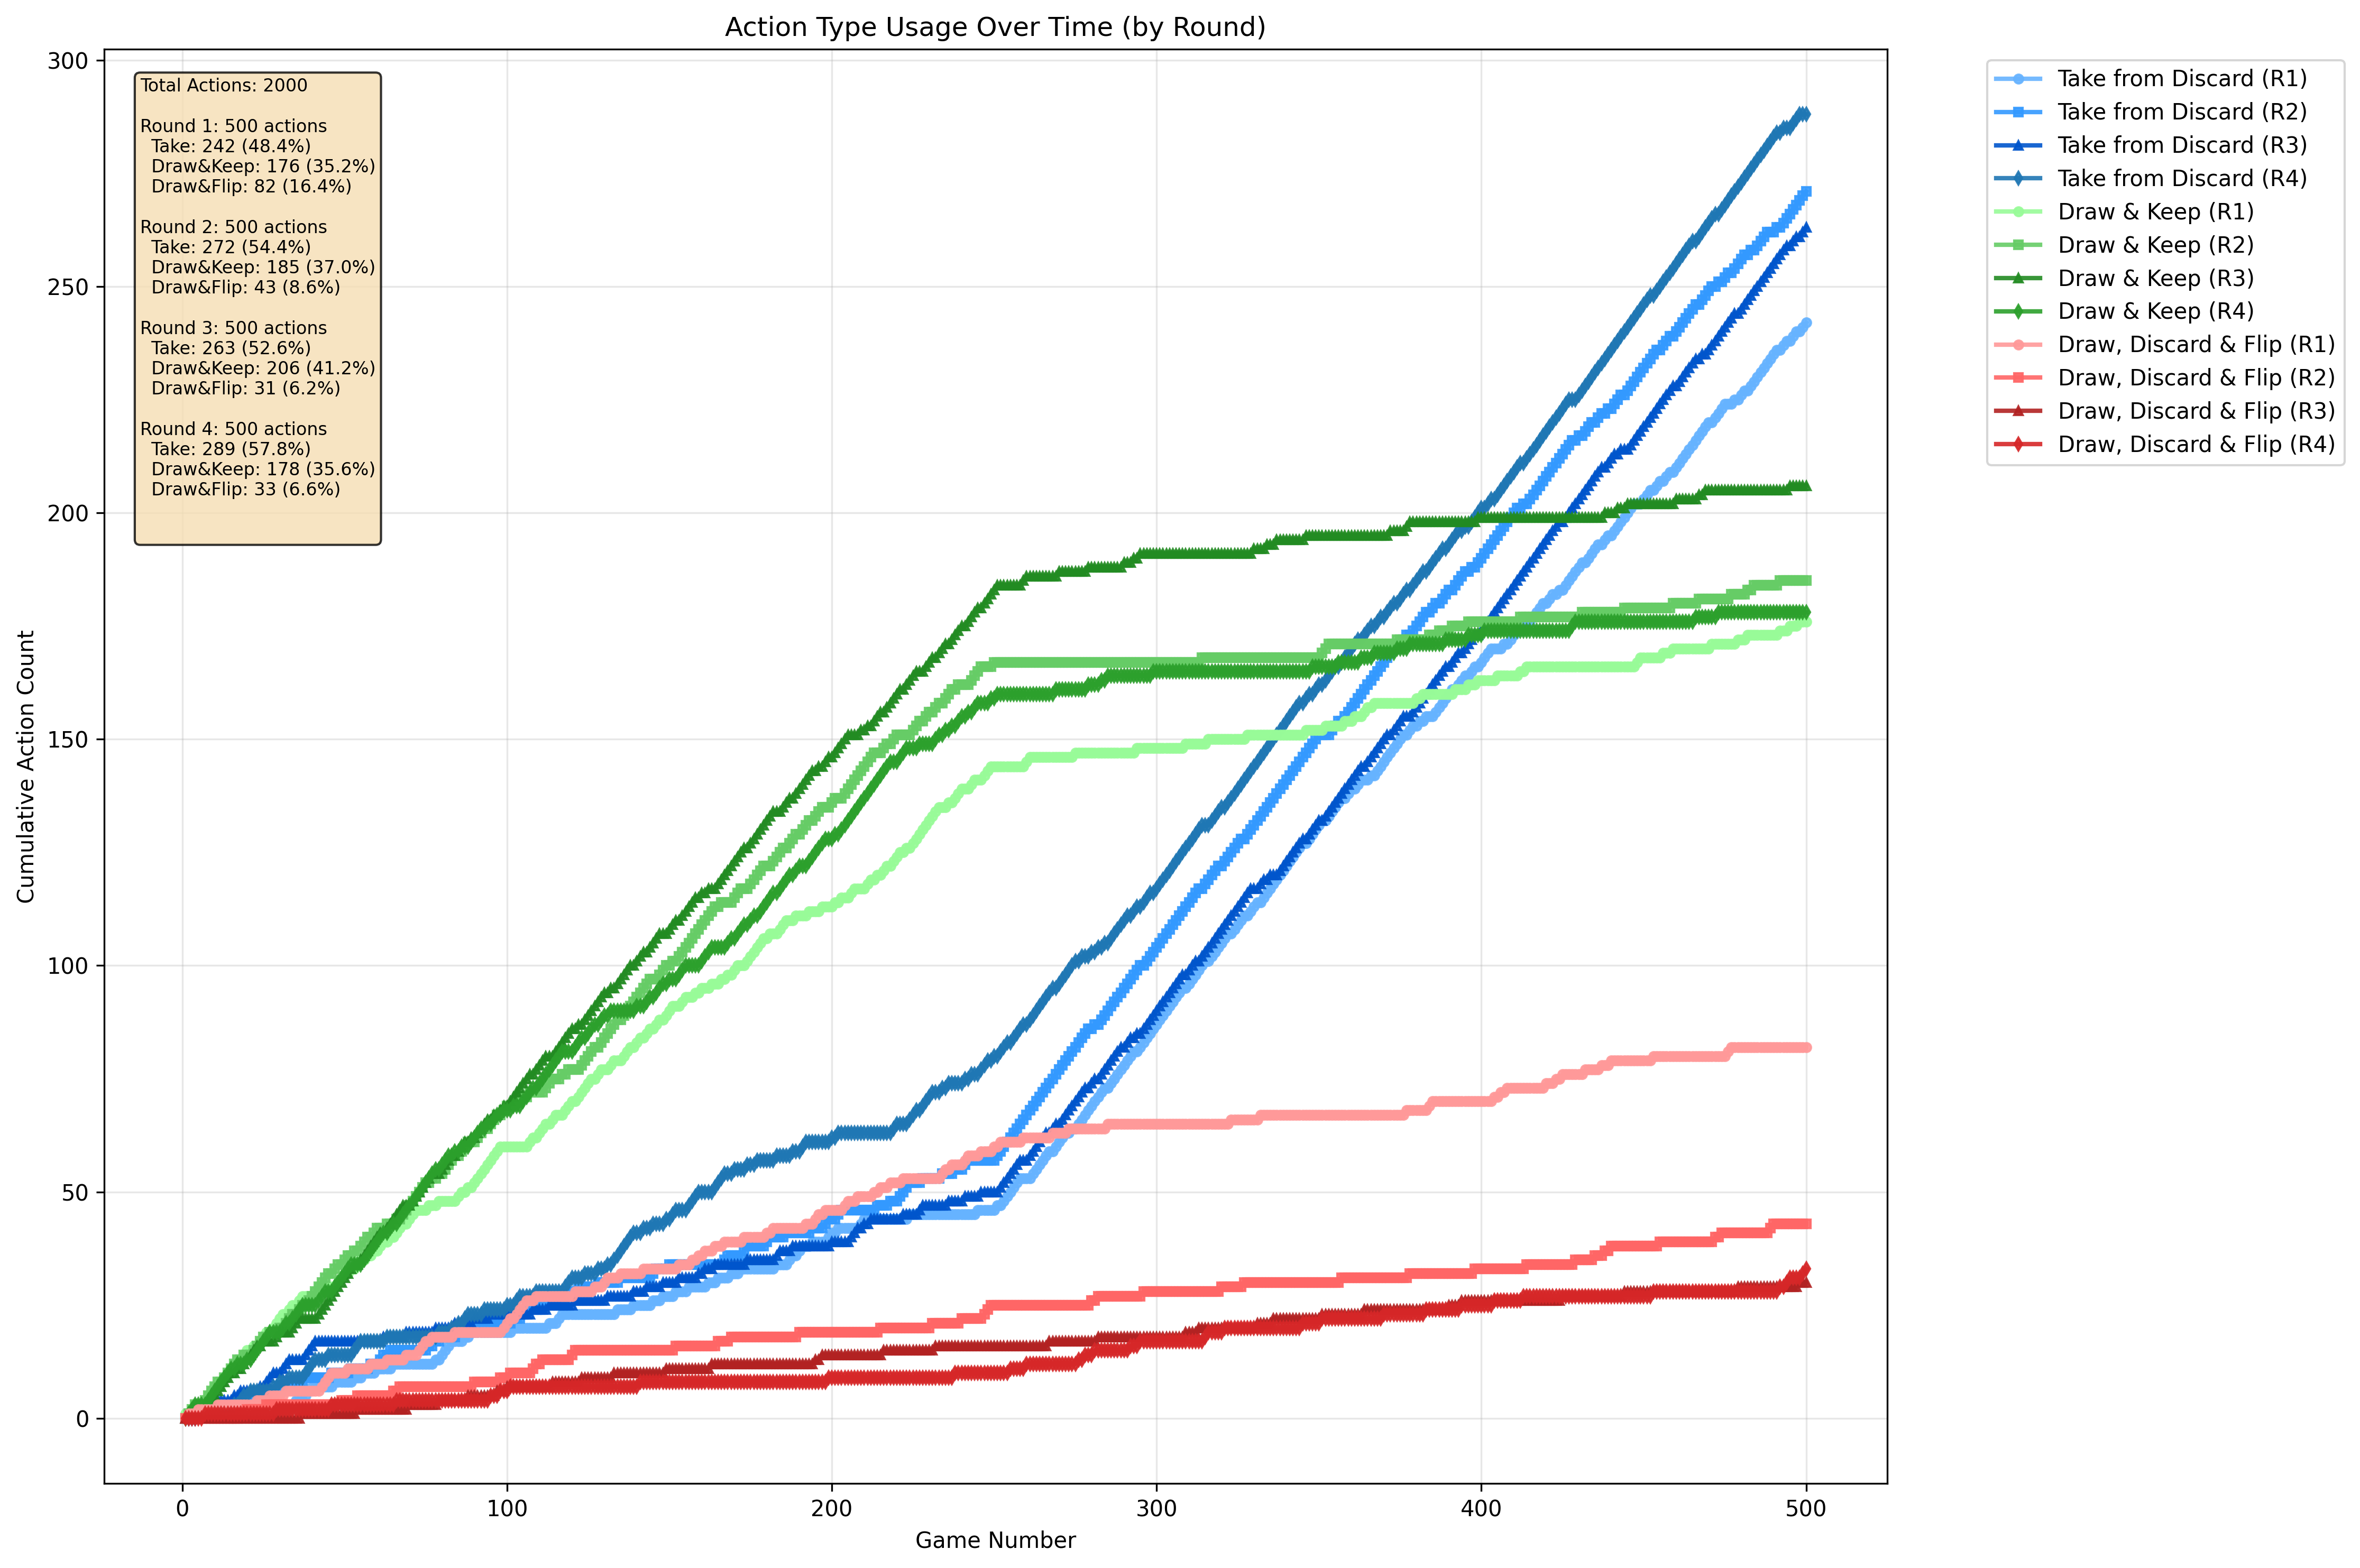 Action Type Usage Over Time (by Round)
Total Actions: 2000
Round 1: 500 actions
Take: 242 (48.4%)
Draw&Keep: 176 (35.2%)
Draw&Flip: 82 (16.4%)
Round 2: 500 actions
Take: 272 (54.4%)
Draw&Keep: 185 (37.0%)
Draw&Flip: 43 (8.6%)
Round 3: 500 actions
Take: 263 (52.6%)
Draw&Keep: 206 (41.2%)
Draw&Flip: 31 (6.2%)
Round 4: 500 actions
Take: 289 (57.8%)
Draw&Keep: 178 (35.6%)
Draw&Flip: 33 (6.6%)
Take from Discard (R1)
Take from Discard (R2)
Take from Discard (R3)
Take from Discard (R4)
Draw & Keep (R1)
Draw & Keep (R2)
Draw & Keep (R3)
Draw & Keep (R4)
Draw, Discard & Flip (R1)
Draw, Discard & Flip (R2)
Draw, Discard & Flip (R3)
Draw, Discard & Flip (R4)
Cumulative Action Count
300
250
200
150
100
50
0
0
100
200
300
400
500
Game Number